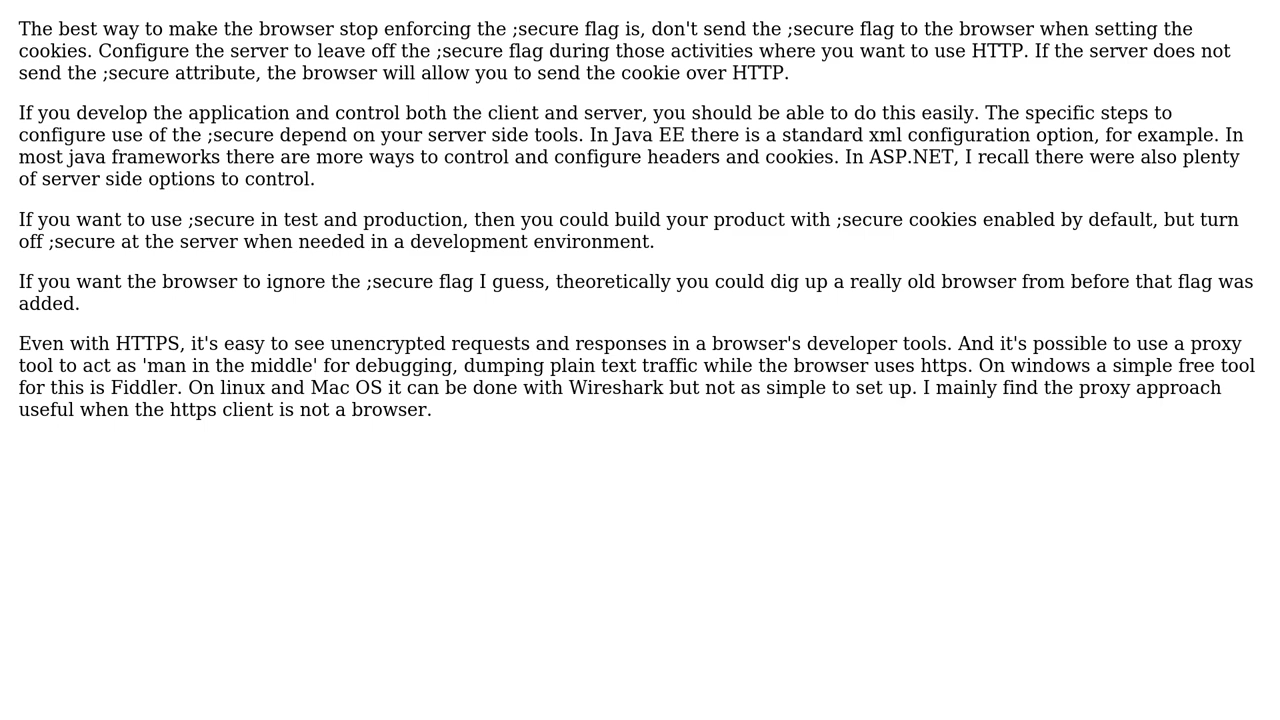 The best way to make the browser stop enforcing the ;secure flag is, don't send the ;secure flag to the browser when setting the
cookies. Configure the server to leave off the ;secure flag during those activities where you want to use HTTP. If the server does not
send the ;secure attribute, the browser will allow you to send the cookie over HTTP.
If you develop the application and control both the client and server, you should be able to do this easily. The specific steps to
configure use of the ;secure depend on your server side tools. In Java EE there is a standard xml configuration option, for example. In
most java frameworks there are more ways to control and configure headers and cookies. In ASP.NET, I recall there were also plenty
of server side options to control.
If you want to use ;secure in test and production, then you could build your product with ;secure cookies enabled by default, but turn
off ;secure at the server when needed in a development environment.
If you want the browser to ignore the ;secure flag I guess, theoretically you could dig up a really old browser from before that flag was
added.
Even with HTTPS, it's easy to see unencrypted requests and responses in a browser's developer tools. And it's possible to use a proxy
tool to act as 'man in the middle' for debugging, dumping plain text traffic while the browser uses https. On windows a simple free tool
for this is Fiddler. On linux and Mac OS it can be done with Wireshark but not as simple to set up. I mainly find the proxy approach
useful when the https client is not a browser.